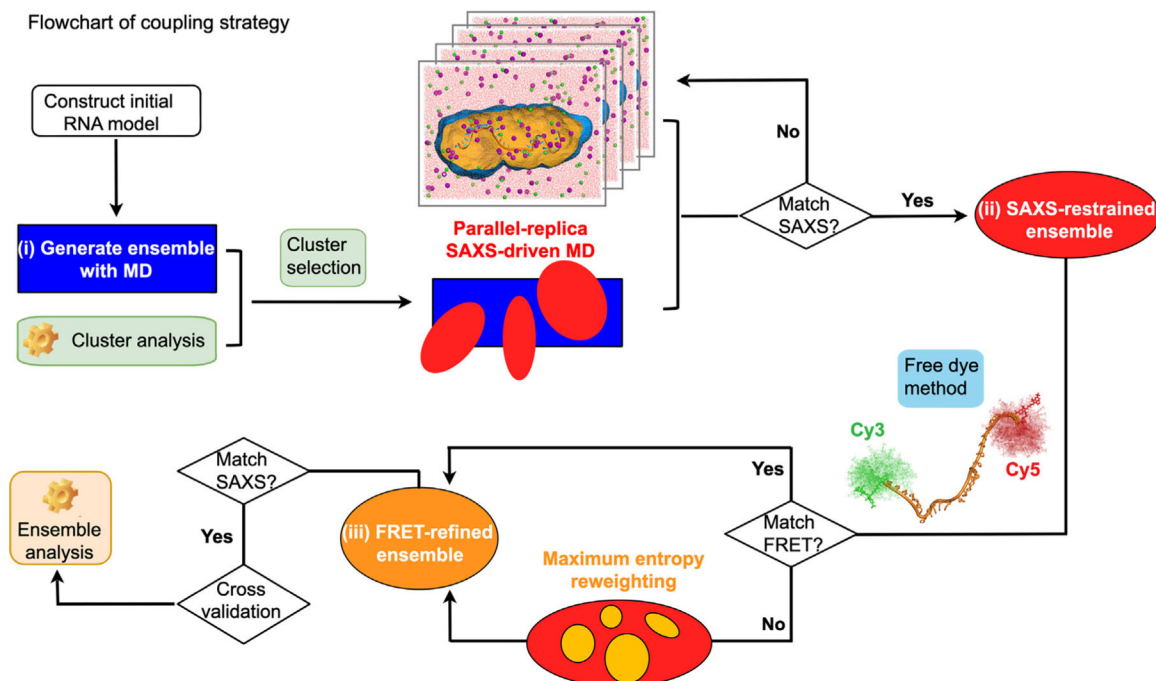 Flowchart of coupling strategy
Construct initial
RNA model
(i) Generate ensemble
with MD
Cluster analysis
Cluster
selection
Parallel-replica
SAXS-driven MD
No
Match
SAXS?
Yes
(ii) SAXS-restrained
ensemble
Free dye
method
Cy3
Cy5
Match
FRET?
Yes
No
Maximum entropy
reweighting
(iii) FRET-refined
ensemble
Match
SAXS?
Yes
Cross
validation
Ensemble
analysis